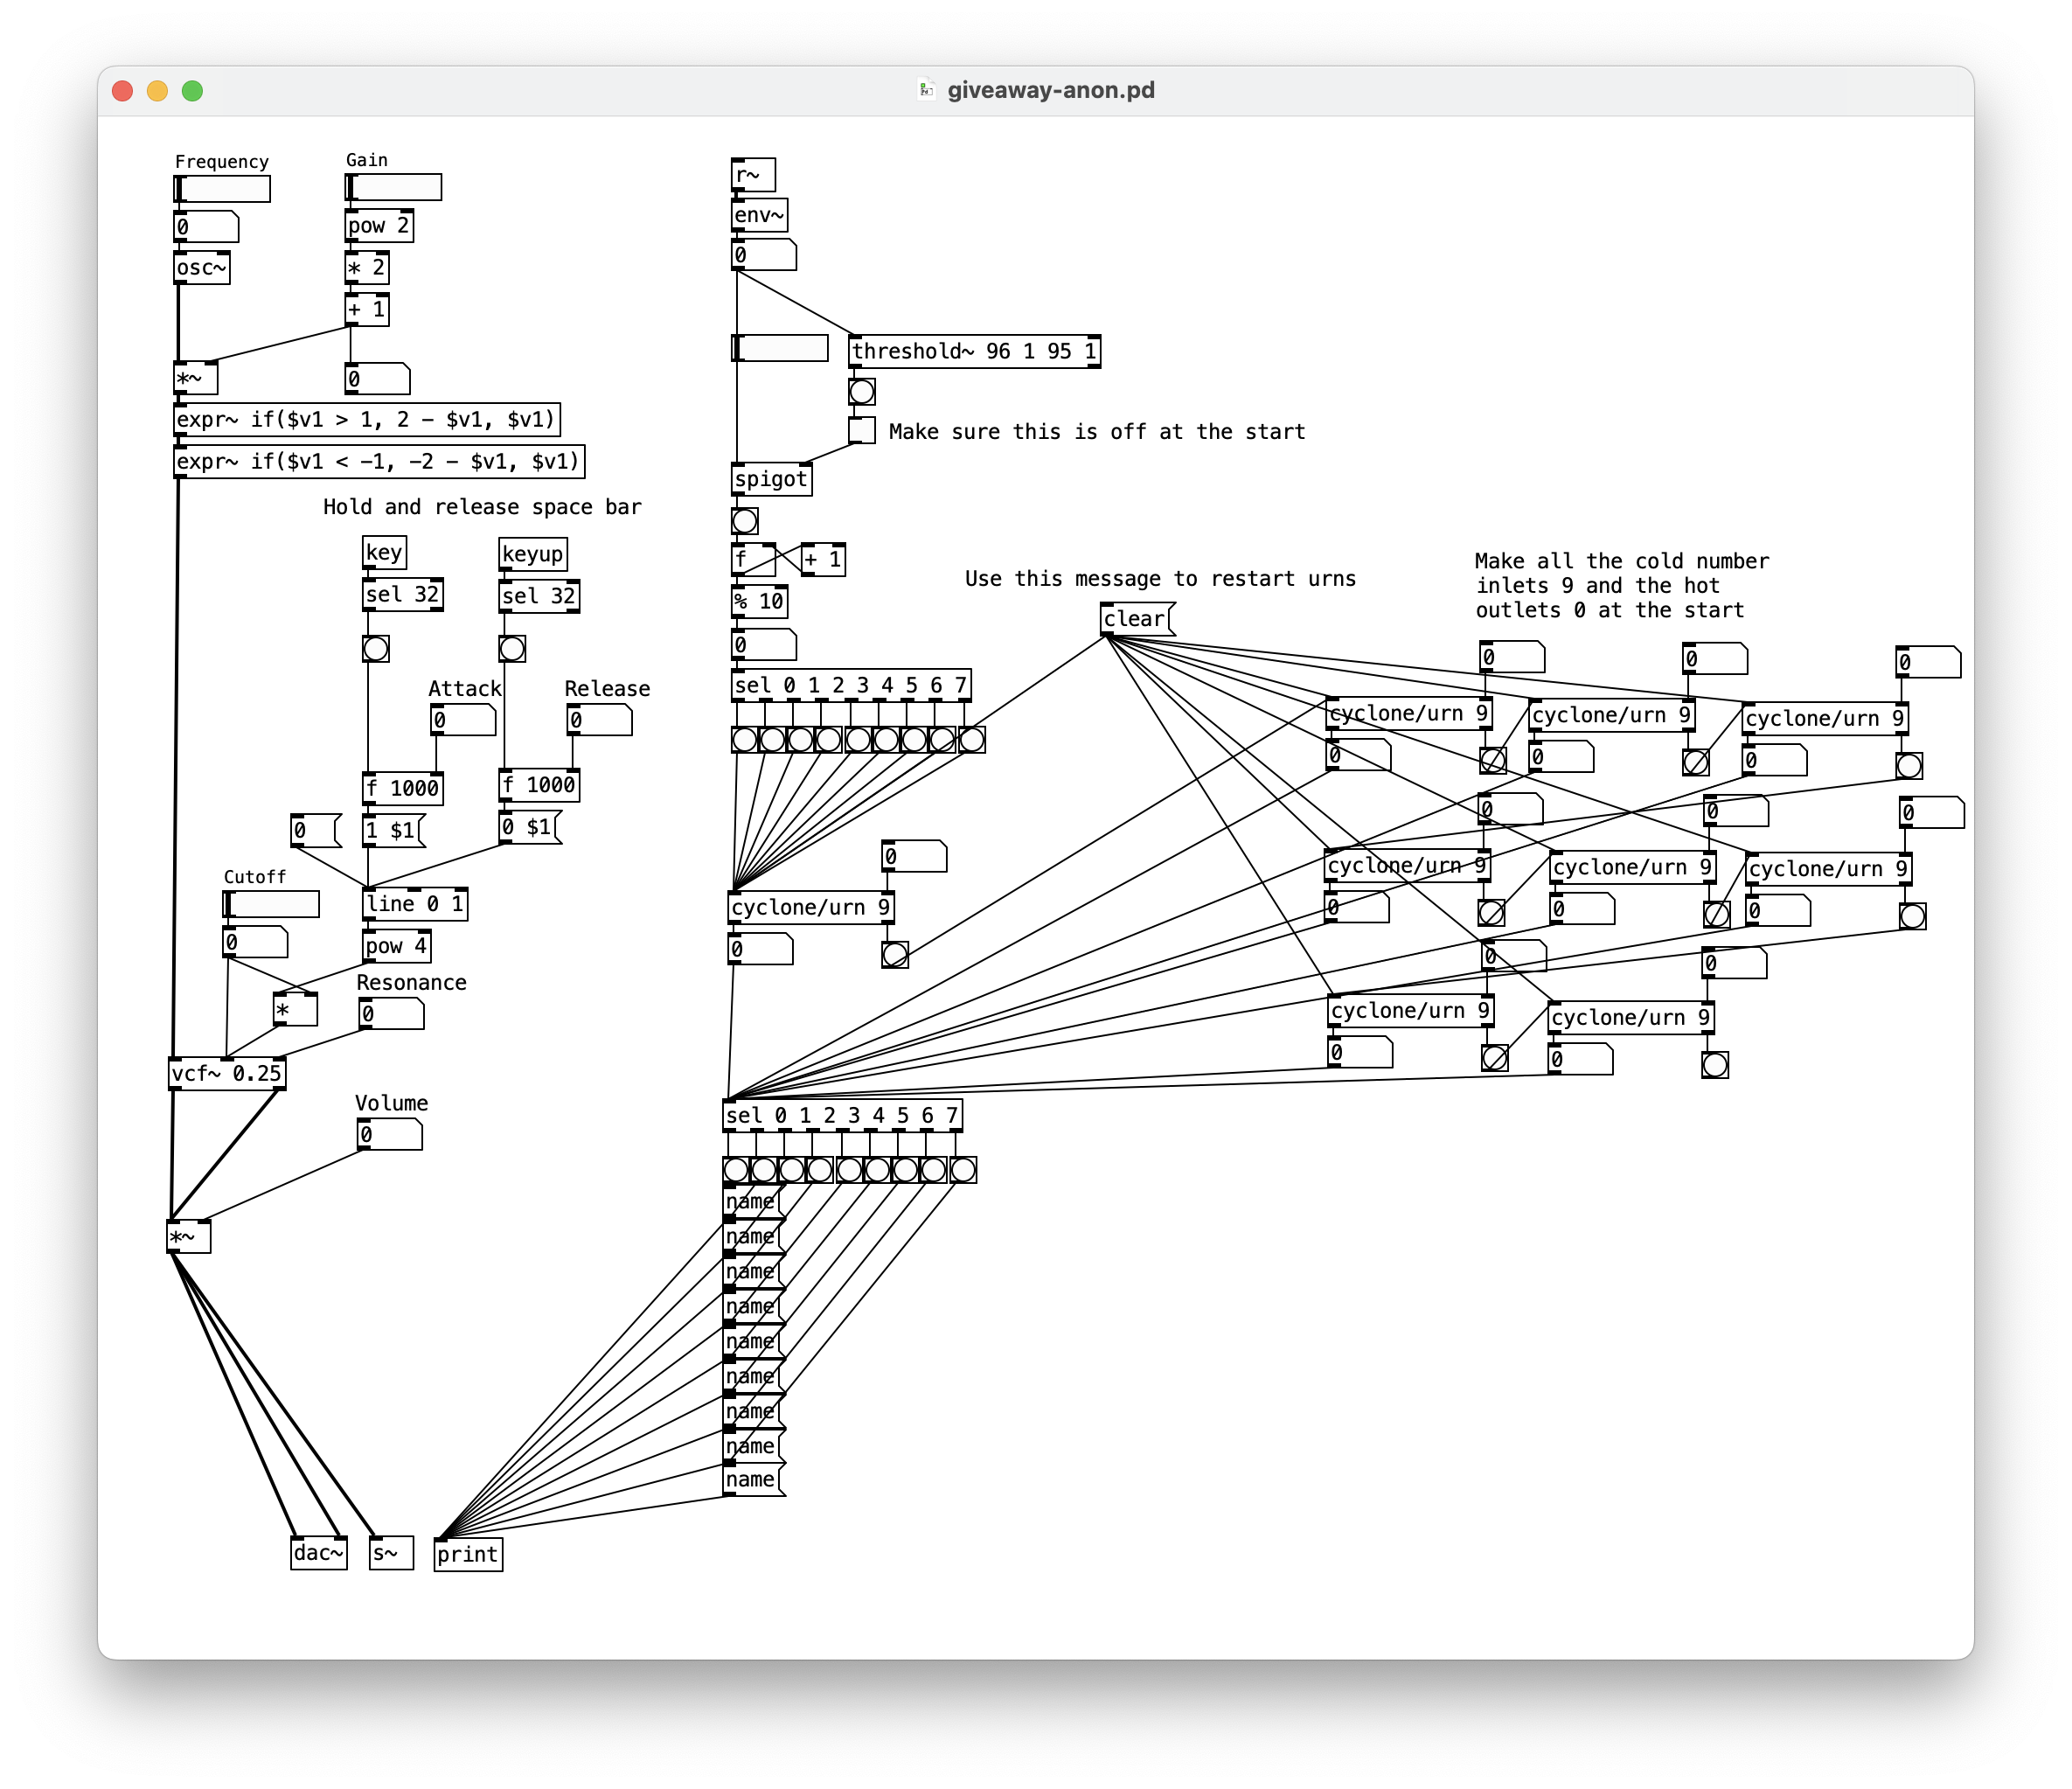 giveaway-anon.pd
Frequency
0
osc~
Gain
pow 2
* 2
+ 1
0
*~
expr~ if($v1 > 1, 2 − $v1, $v1)
expr~ if($v1 < −1, −2 − $v1, $v1)
Hold and release space bar
key
sel 32
keyup
sel 32
Attack
0
Release
0
f 1000
f 1000
0
1 $1
0 $1
Cutoff
0
line 0 1
pow 4
*
Resonance
0
vcf~ 0.25
Volume
0
*~
dac~
s~
print
r~
env~
0
threshold~ 96 1 95 1
Make sure this is off at the start
spigot
f
+ 1
% 10
0
sel 0 1 2 3 4 5 6 7
Use this message to restart urns
clear
0
cyclone/urn 9
0
Make all the cold number
inlets 9 and the hot
outlets 0 at the start
0
0
0
cyclone/urn 9
cyclone/urn 9
cyclone/urn 9
0
0
0
0
0
0
cyclone/urn 9
cyclone/urn 9
cyclone/urn 9
0
0
0
0
0
cyclone/urn 9
cyclone/urn 9
0
0
sel 0 1 2 3 4 5 6 7
name
name
name
name
name
name
name
name
name